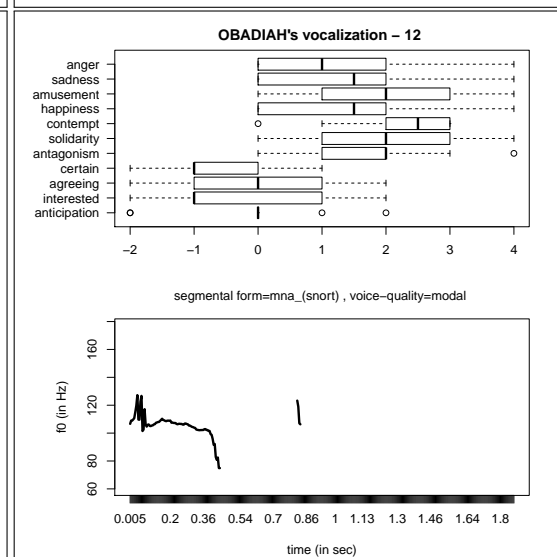 OBADIAH's vocalization – 12
anger
sadness
amusement
happiness
contempt
solidarity
antagonism
certain
agreeing
interested
anticipation
−2 −1 0 1 2 3 4
segmental form=mna_(snort) , voice−quality=modal
f0 (in Hz)
160
120
80
60
0.005 0.2 0.36 0.54 0.7 0.86 1 1.13 1.3 1.46 1.64 1.8
time (in sec)